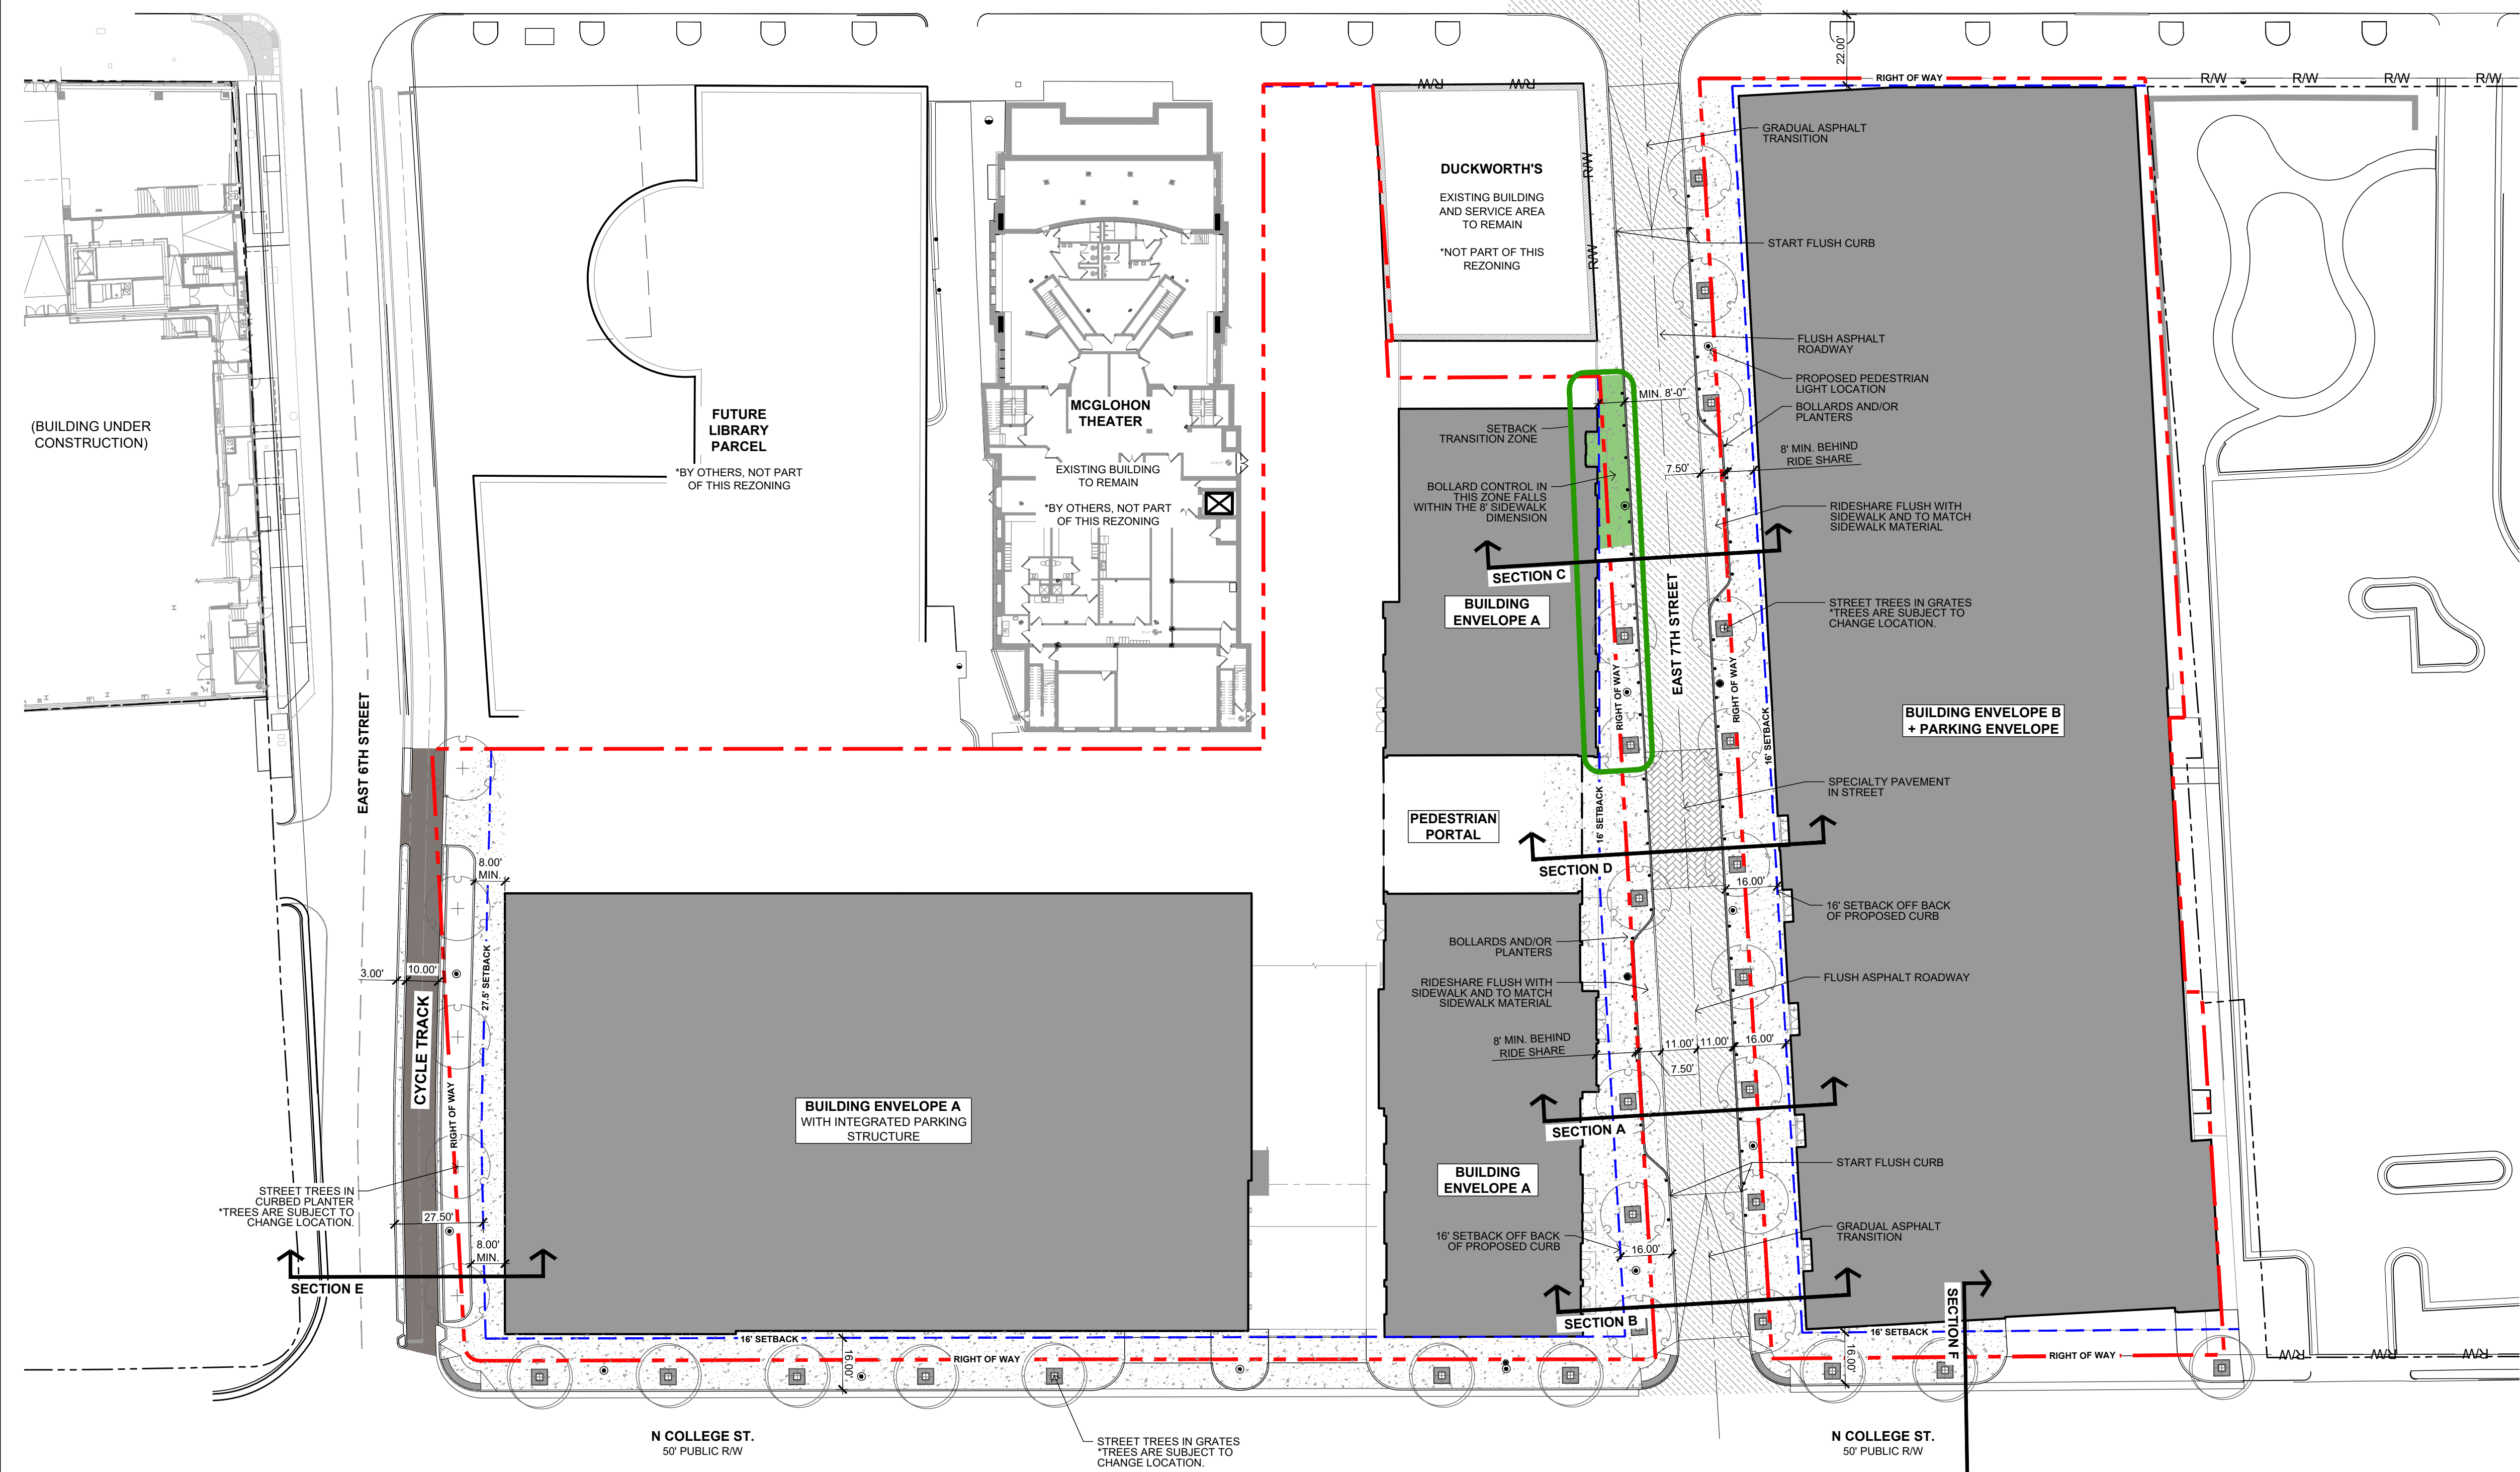 22.00'
RIGHT OF WAY
R/W
R/W
R/W
R/W
R/W
R/W
GRADUAL ASPHALT
TRANSITION
DUCKWORTH'S
EXISTING BUILDING
AND SERVICE AREA
TO REMAIN
*NOT PART OF THIS
REZONING
R/W
R/W
START FLUSH CURB
FLUSH ASPHALT
ROADWAY
PROPOSED PEDESTRIAN
LIGHT LOCATION
BOLLARDS AND/OR
PLANTERS
8' MIN. BEHIND
RIDE SHARE
MIN. 8'-0"
7.50'
SETBACK
TRANSITION ZONE
BOLLARD CONTROL IN
THIS ZONE FALLS
WITHIN THE 8' SIDEWALK
DIMENSION
RIDESHARE FLUSH WITH
SIDEWALK AND TO MATCH
SIDEWALK MATERIAL
(BUILDING UNDER
CONSTRUCTION)
FUTURE
LIBRARY
PARCEL
*BY OTHERS, NOT PART
OF THIS REZONING
MCGLOHON
THEATER
EXISTING BUILDING
TO REMAIN
*BY OTHERS, NOT PART
OF THIS REZONING
SECTION C
BUILDING
ENVELOPE A
EAST 7TH STREET
STREET TREES IN GRATES
*TREES ARE SUBJECT TO
CHANGE LOCATION.
RIGHT OF WAY
RIGHT OF WAY
16' SETBACK
BUILDING ENVELOPE B
+ PARKING ENVELOPE
EAST 6TH STREET
SPECIALTY PAVEMENT
IN STREET
PEDESTRIAN
PORTAL
16' SETBACK
SECTION D
8.00'
MIN.
16.00'
16' SETBACK OFF BACK
OF PROPOSED CURB
BOLLARDS AND/OR
PLANTERS
3.00'
10.00'
27.5' SETBACK
CYCLE TRACK
RIGHT OF WAY
RIDESHARE FLUSH WITH
SIDEWALK AND TO MATCH
SIDEWALK MATERIAL
FLUSH ASPHALT ROADWAY
8' MIN. BEHIND
RIDE SHARE
11.00'
11.00'
16.00'
7.50'
BUILDING ENVELOPE A
WITH INTEGRATED PARKING
STRUCTURE
SECTION A
BUILDING
ENVELOPE A
START FLUSH CURB
STREET TREES IN
CURBED PLANTER
*TREES ARE SUBJECT TO
CHANGE LOCATION.
27.50'
8.00'
MIN.
SECTION E
16' SETBACK OFF BACK
OF PROPOSED CURB
16.00'
GRADUAL ASPHALT
TRANSITION
SECTION B
SECTION F
16' SETBACK
16.00'
RIGHT OF WAY
16' SETBACK
16.00'
RIGHT OF WAY
R/W
R/W
R/W
N COLLEGE ST.
50' PUBLIC R/W
STREET TREES IN GRATES
*TREES ARE SUBJECT TO
CHANGE LOCATION.
N COLLEGE ST.
50' PUBLIC R/W